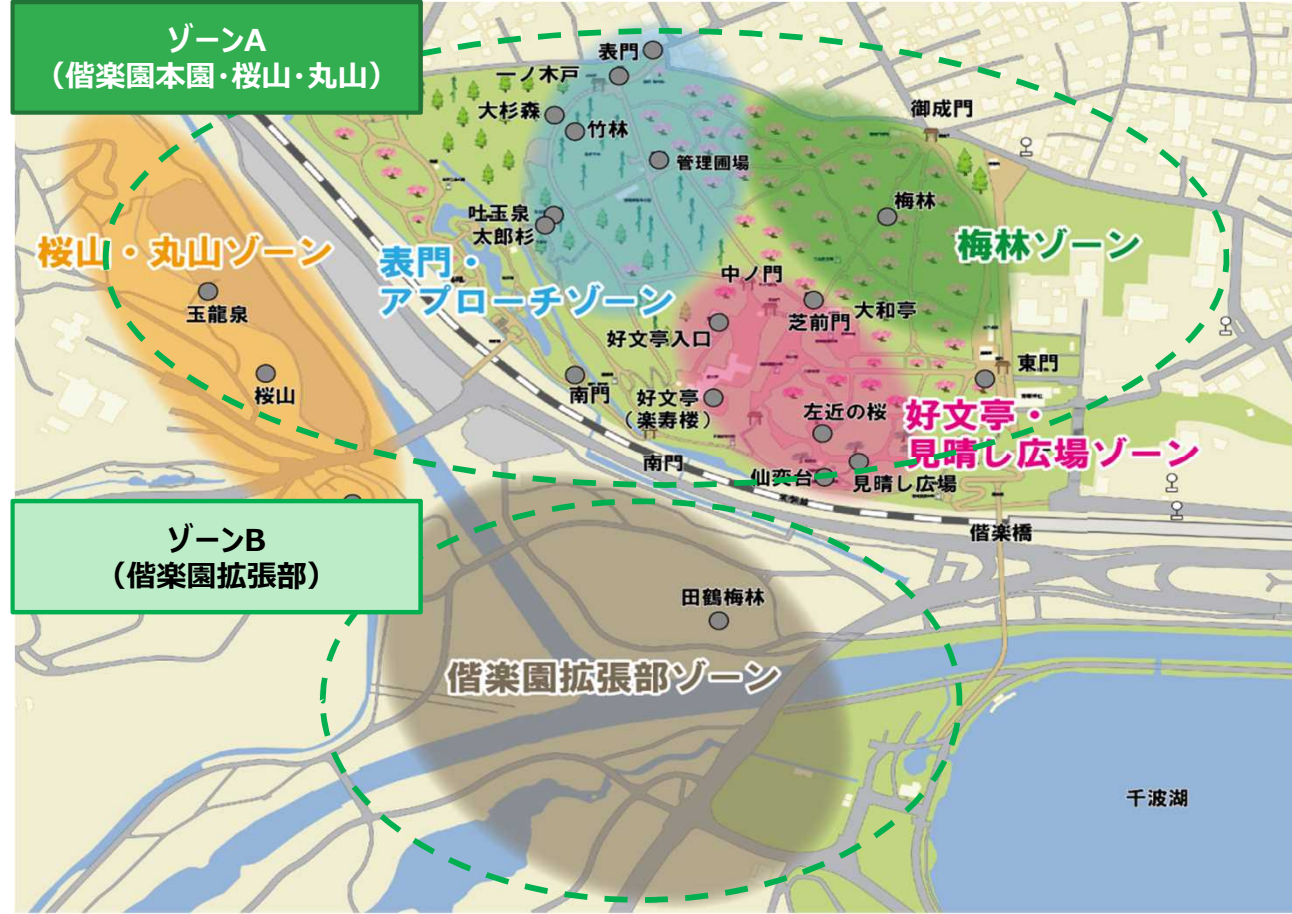 ゾーンA
（偕楽園本園・桜山・丸山）
表門
一ノ木戸
大杉森
竹林
御成門
管理圃場
梅林
吐玉泉
太郎杉
桜山・丸山ゾーン
表門・
アプローチゾーン
梅林ゾーン
中ノ門
玉龍泉
芝前門
大和亭
好文亭入口
東門
桜山
南門
好文亭
（楽寿楼）
左近の桜
好文亭・
見晴し広場ゾーン
南門
仙奕台
見晴し広場
ゾーンB
（偕楽園拡張部）
偕楽橋
田鶴梅林
偕楽園拡張部ゾーン
千波湖